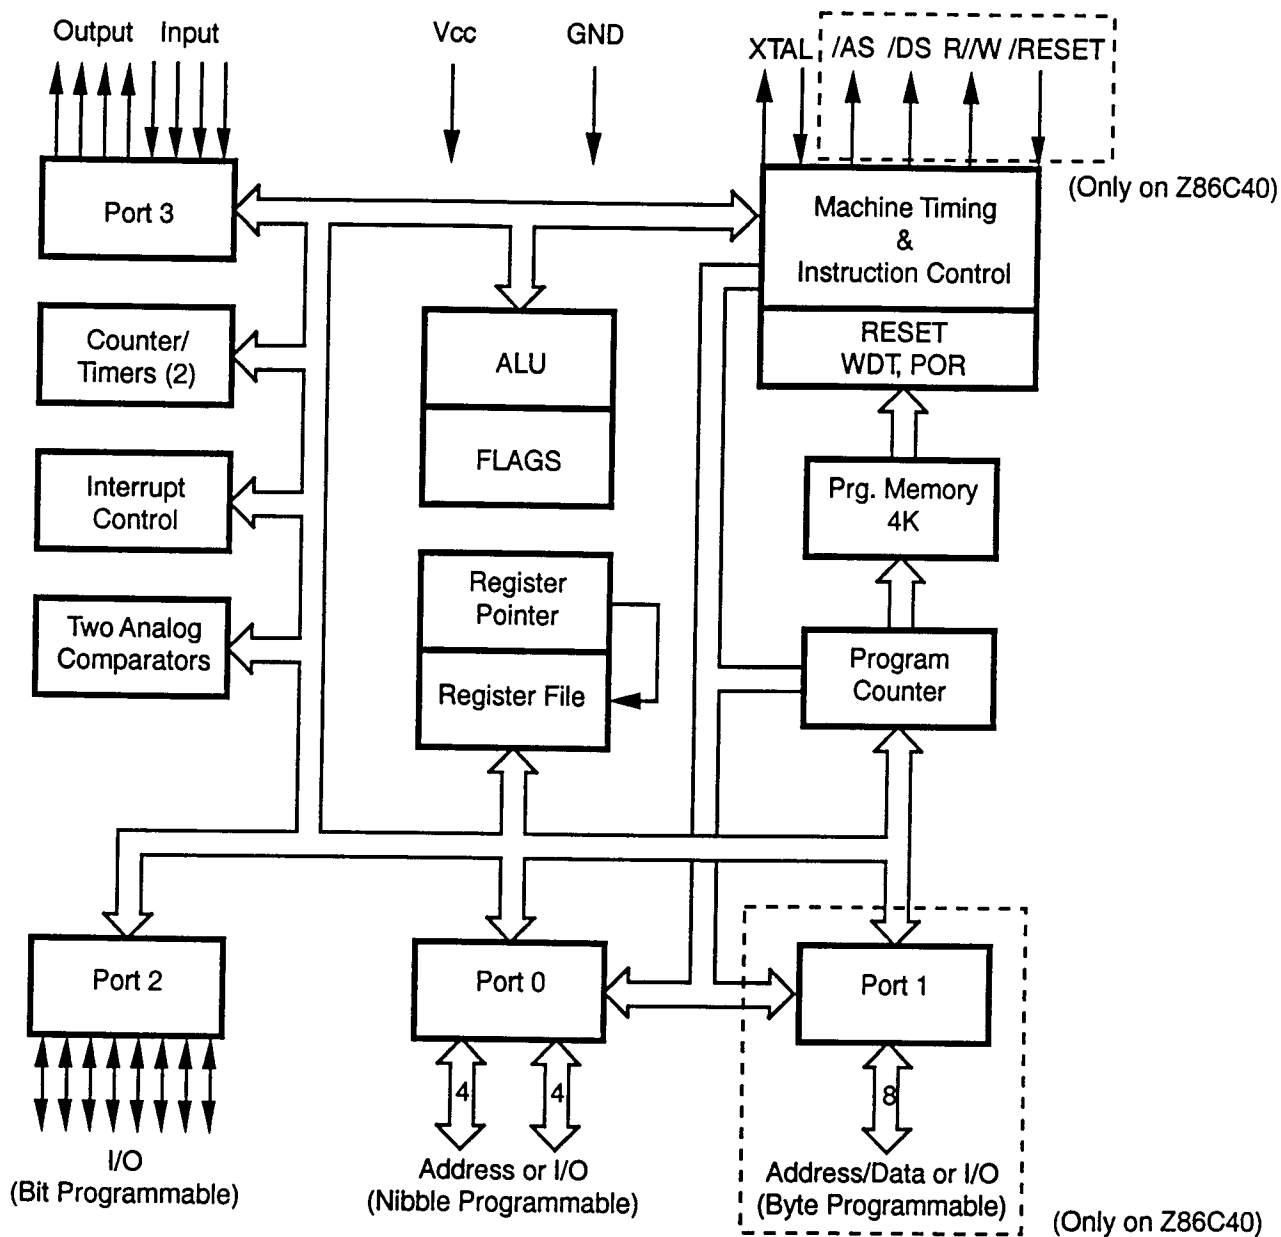 Output Input Vcc GND
XTAL /AS /DS R//W /RESET
(Only on Z86C40)
Port 3
Machine Timing
&
Instruction Control
RESET
WDT, POR
Counter/
Timers (2)
ALU
FLAGS
Interrupt
Control
Prg. Memory
4K
Register
Pointer
Register File
Two Analog
Comparators
Program
Counter
Port 2
Port 0
Port 1
4 4 8
I/O
(Bit Programmable)
Address or I/O
(Nibble Programmable)
Address/Data or I/O
(Byte Programmable)
(Only on Z86C40)